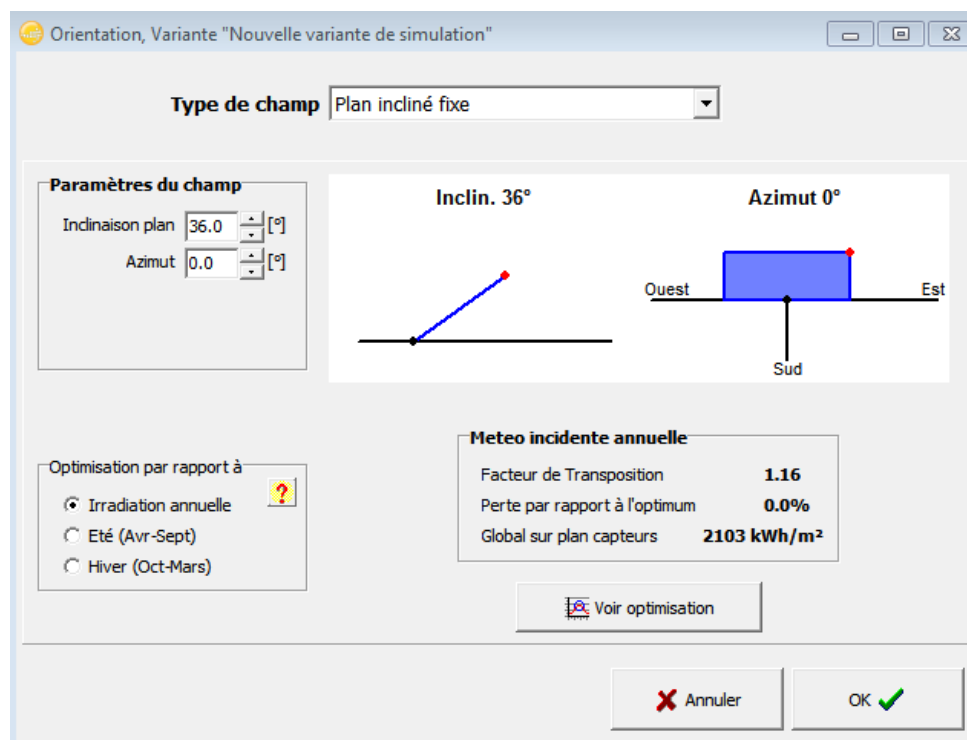 Orientation, Variante "Nouvelle variante de simulation"
Type de champ Plan incliné fixe
Paramètres du champ
Inclinaison plan 36.0 [°]
Azimut 0.0 [°]
Inclin. 36°
Azimut 0°
Ouest
Est
Sud
Optimisation par rapport à
?
Irradiation annuelle
Eté (Avr-Sept)
Hiver (Oct-Mars)
Meteo incidente annuelle
Facteur de Transposition 1.16
Perte par rapport à l'optimum 0.0%
Global sur plan capteurs 2103 kWh/m²
Voir optimisation
Annuler
OK